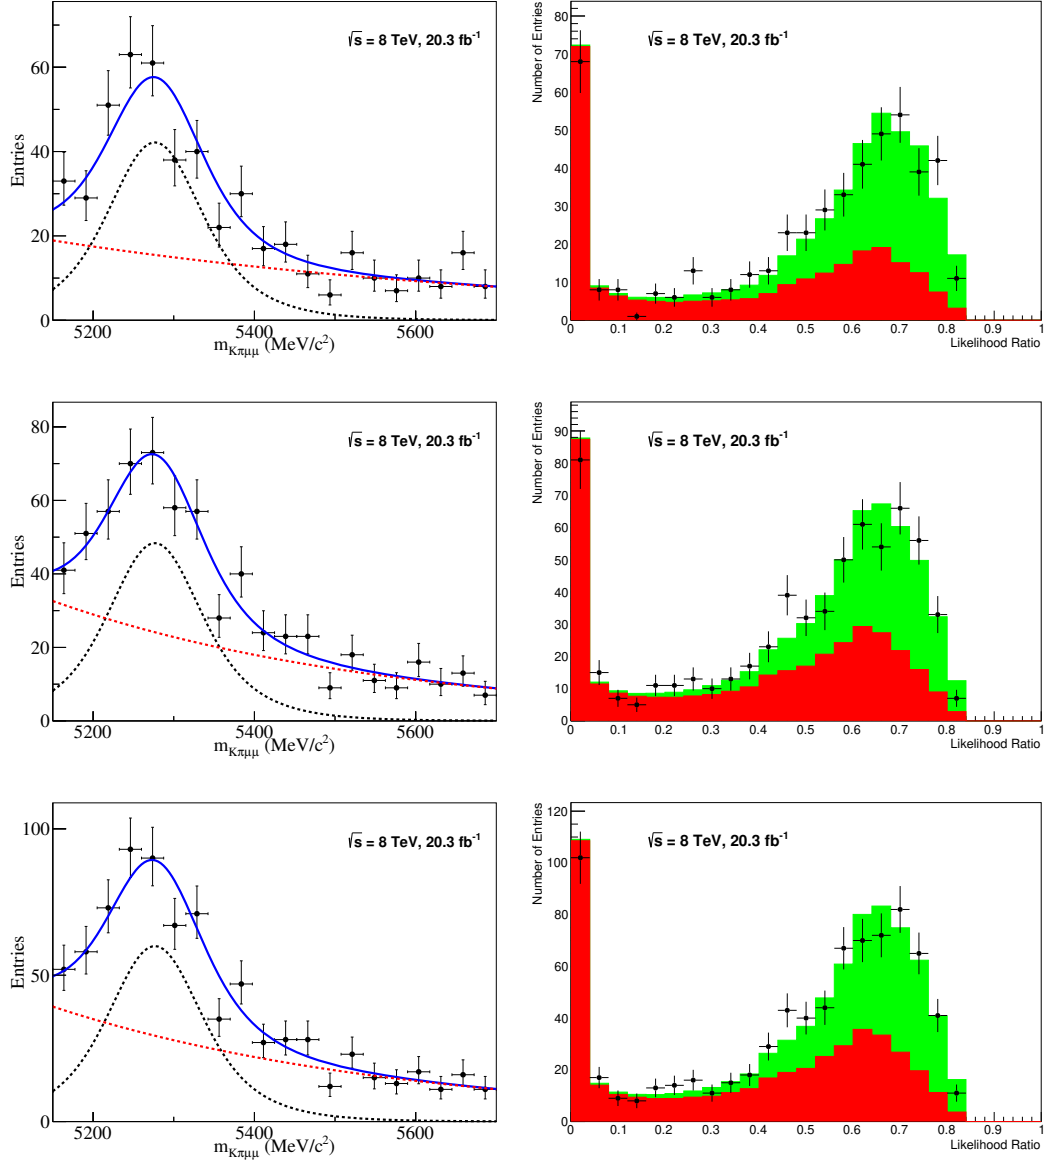 Entries
60
40
20
0
5200 5400 5600
m_{Kπμμ} (MeV/c²)
√s = 8 TeV, 20.3 fb⁻¹
Number of Entries
80
70
60
50
40
30
20
10
0
0 0.1 0.2 0.3 0.4 0.5 0.6 0.7 0.8 0.9 1
Likelihood Ratio
√s = 8 TeV, 20.3 fb⁻¹
Entries
80
60
40
20
0
5200 5400 5600
m_{Kπμμ} (MeV/c²)
√s = 8 TeV, 20.3 fb⁻¹
Number of Entries
90
80
70
60
50
40
30
20
10
0
0 0.1 0.2 0.3 0.4 0.5 0.6 0.7 0.8 0.9 1
Likelihood Ratio
√s = 8 TeV, 20.3 fb⁻¹
Entries
100
50
0
5200 5400 5600
m_{Kπμμ} (MeV/c²)
√s = 8 TeV, 20.3 fb⁻¹
Number of Entries
120
100
80
60
40
20
0
0 0.1 0.2 0.3 0.4 0.5 0.6 0.7 0.8 0.9 1
Likelihood Ratio
√s = 8 TeV, 20.3 fb⁻¹